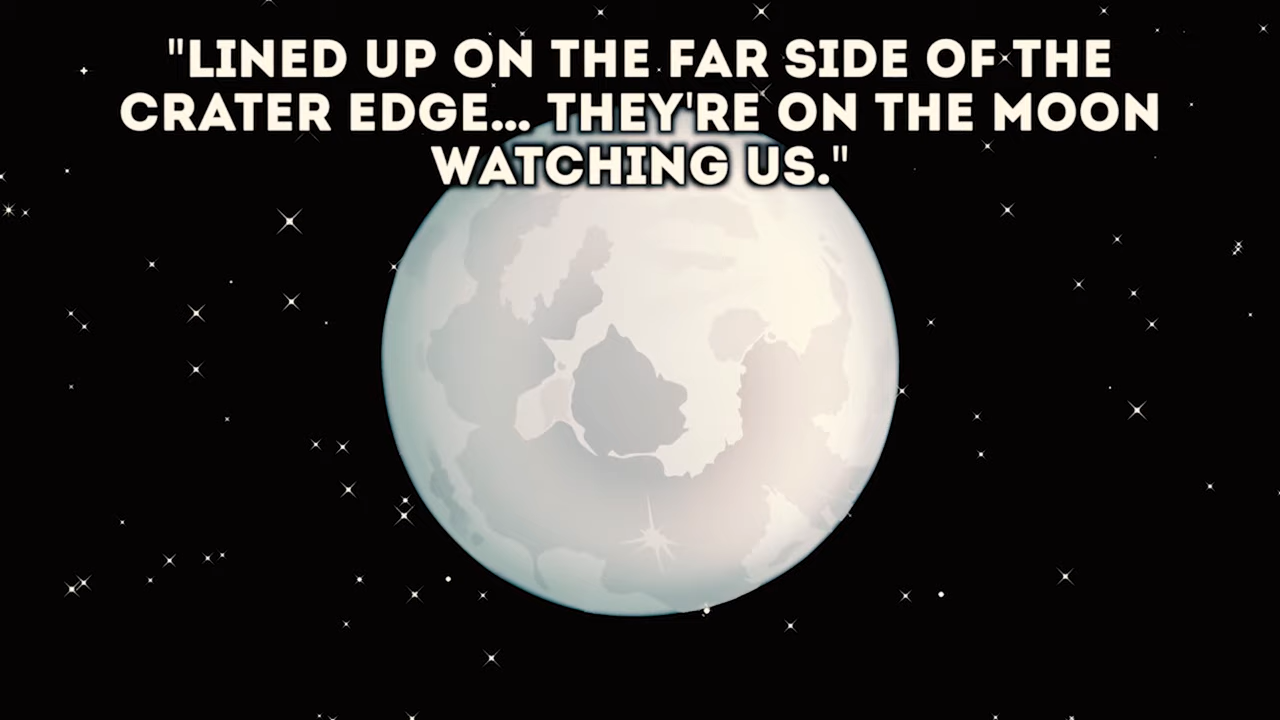 "LINED UP ON THE FAR SIDE OF THE
CRATER EDGE... THEY'RE ON THE MOON
WATCHING US."